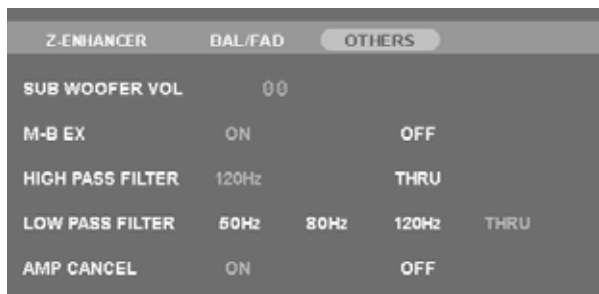 Z-ENHANCER BAL/FAD OTHERS
SUB WOOFER VOL 00
M-B EX ON OFF
HIGH PASS FILTER 120Hz THRU
LOW PASS FILTER 50Hz 80Hz 120Hz THRU
AMP CANCEL ON OFF